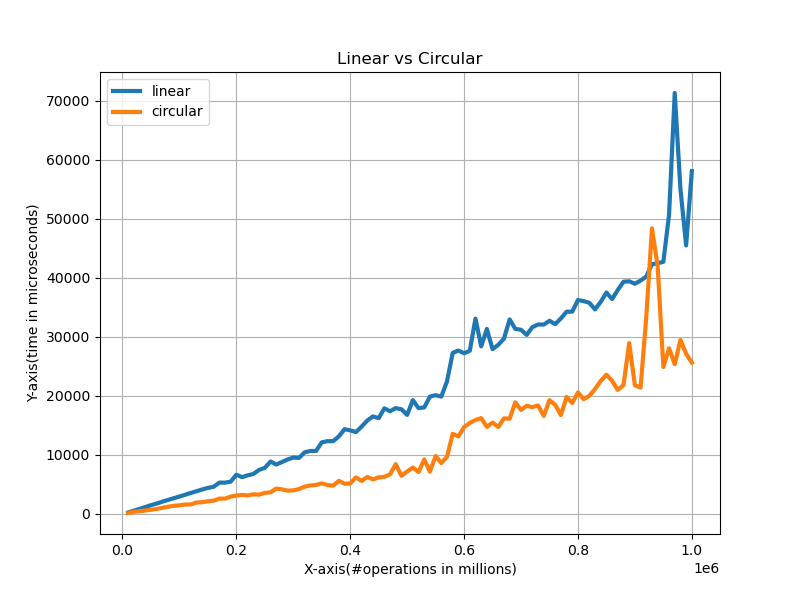 Linear vs Circular
linear
circular
70000
60000
50000
40000
30000
20000
10000
0
Y-axis(time in microseconds)
0.0 0.2 0.4 0.6 0.8 1.0
1e6
X-axis(#operations in millions)